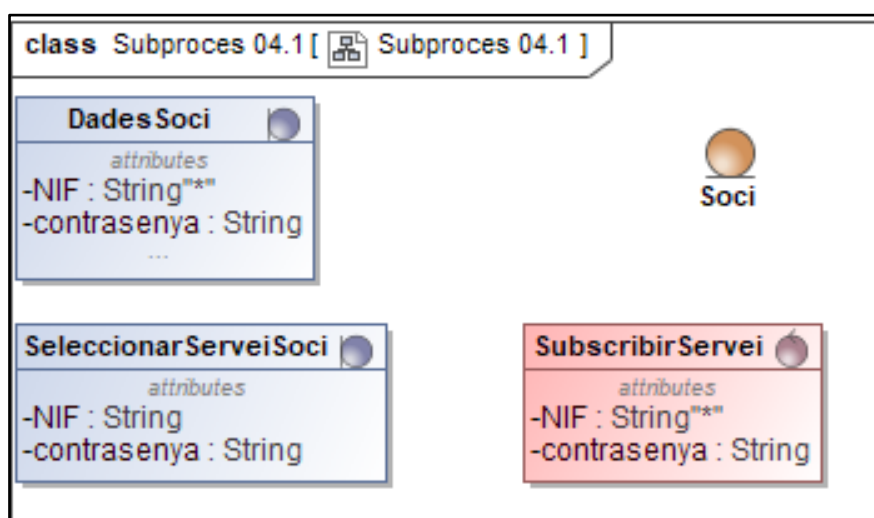 class Subproces 04.1 [ Subproces 04.1 ]
DadesSoci
attributes
-NIF : String"*"
-contrasenya : String
...
Soci
SeleccionarServeiSoci
attributes
-NIF : String
-contrasenya : String
SubscribirServei
attributes
-NIF : String"*"
-contrasenya : String